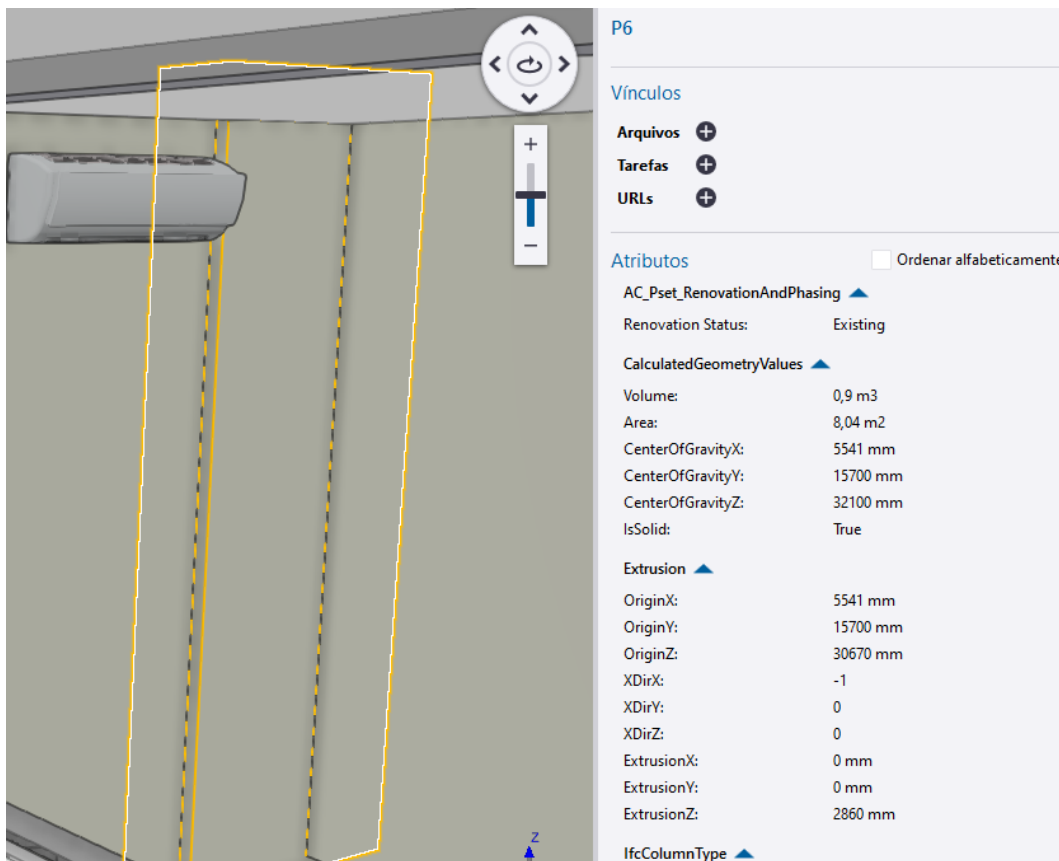 P6
Vínculos
Arquivos
Tarefas
URLs
Atributos Ordenar alfabeticamente
AC_Pset_RenovationAndPhasing
Renovation Status: Existing
CalculatedGeometryValues
Volume: 0,9 m3
Area: 8,04 m2
CenterOfGravityX: 5541 mm
CenterOfGravityY: 15700 mm
CenterOfGravityZ: 32100 mm
IsSolid: True
Extrusion
OriginX: 5541 mm
OriginY: 15700 mm
OriginZ: 30670 mm
XDirX: -1
XDirY: 0
XDirZ: 0
ExtrusionX: 0 mm
ExtrusionY: 0 mm
ExtrusionZ: 2860 mm
IfcColumnType
+
−
Z